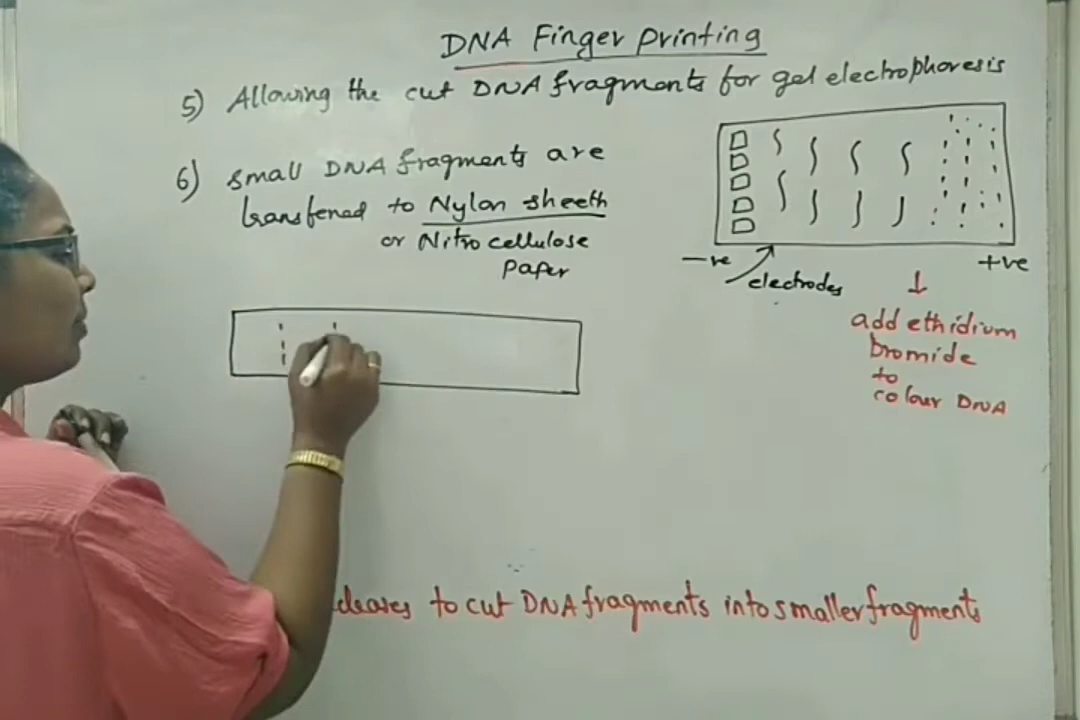 DNA Finger printing
5) Allowing the cut DNA fragments for gel electrophoresis
6) small DNA fragments are
transfered to Nylon sheeth
or Nitro cellulose
paper
-ve
electrodes
+ve
↓
add ethidium
bromide
to
colour DNA
to cut DNA fragments into smaller fragments